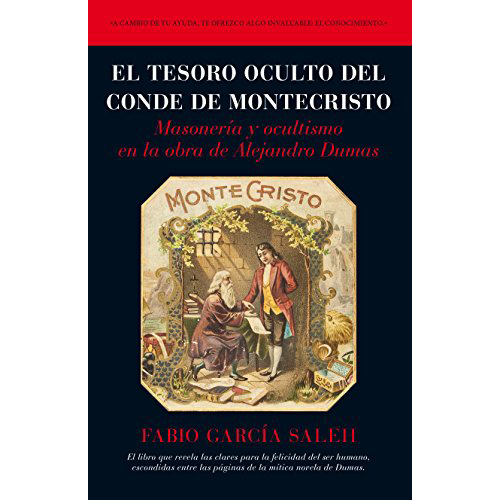 «A CAMBIO DE TU AYUDA, TE OFREZCO ALGO INVALUABLE: EL CONOCIMIENTO.»
EL TESORO OCULTO DEL
CONDE DE MONTECRISTO
Masonería y ocultismo
en la obra de Alejandro Dumas
MONTE CRISTO
FABIO GARCÍA SALEH
El libro que revela las claves para la felicidad del ser humano,
escondidas entre las páginas de la mítica novela de Dumas.